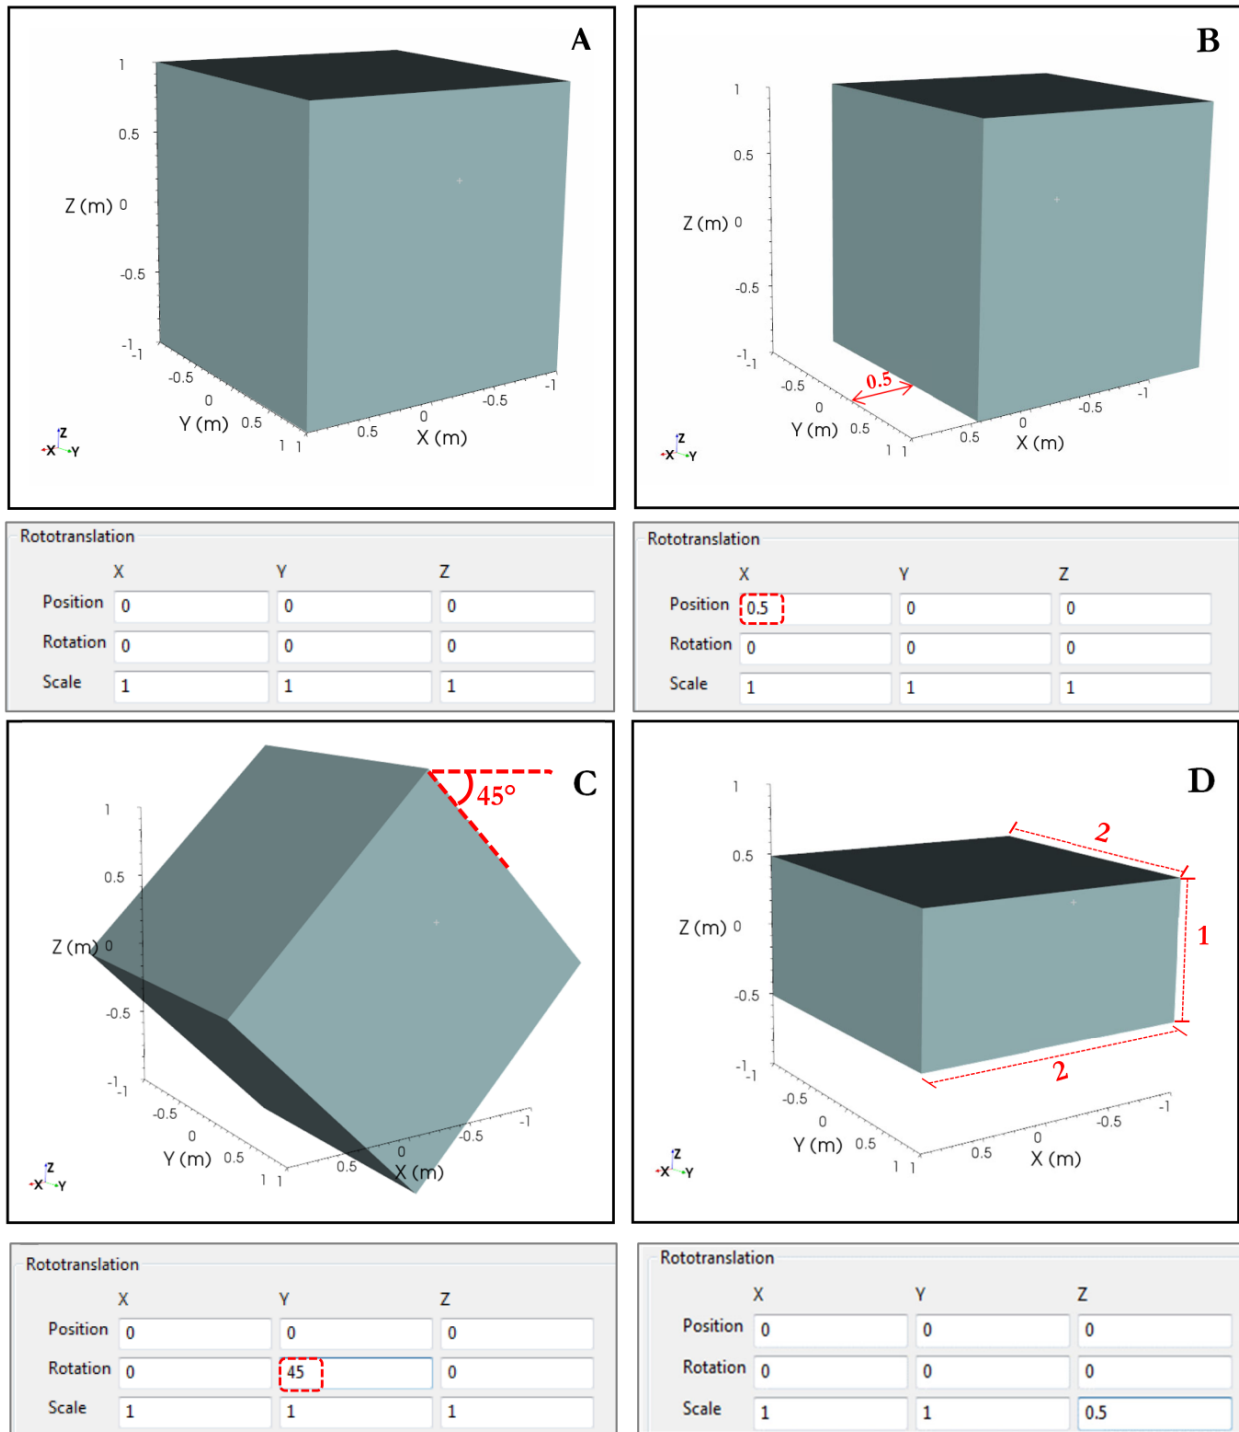 A
1
0.5
Z (m) 0
-0.5
-1
-1
-0.5
0
Y (m) 0.5
1
1
0.5
0
X (m)
-0.5
-1
Z
X Y
B
1
0.5
Z (m) 0
-0.5
-1
-1
-0.5
0
Y (m) 0.5
1
1
0.5
0
X (m)
-0.5
-1
0.5
Z
X Y
Rototranslation
X Y Z
Position 0 0 0
Rotation 0 0 0
Scale 1 1 1
Rototranslation
X Y Z
Position 0.5 0 0
Rotation 0 0 0
Scale 1 1 1
C
45°
1
0.5
Z (m) 0
-0.5
-1
-1
-0.5
0
Y (m) 0.5
1
1
0.5
0
X (m)
-0.5
-1
Z
X Y
D
2
1
2
1
0.5
Z (m) 0
-0.5
-1
-1
-0.5
0
Y (m) 0.5
1
1
0.5
0
X (m)
-0.5
-1
Z
X Y
Rototranslation
X Y Z
Position 0 0 0
Rotation 0 45 0
Scale 1 1 1
Rototranslation
X Y Z
Position 0 0 0
Rotation 0 0 0
Scale 1 1 0.5